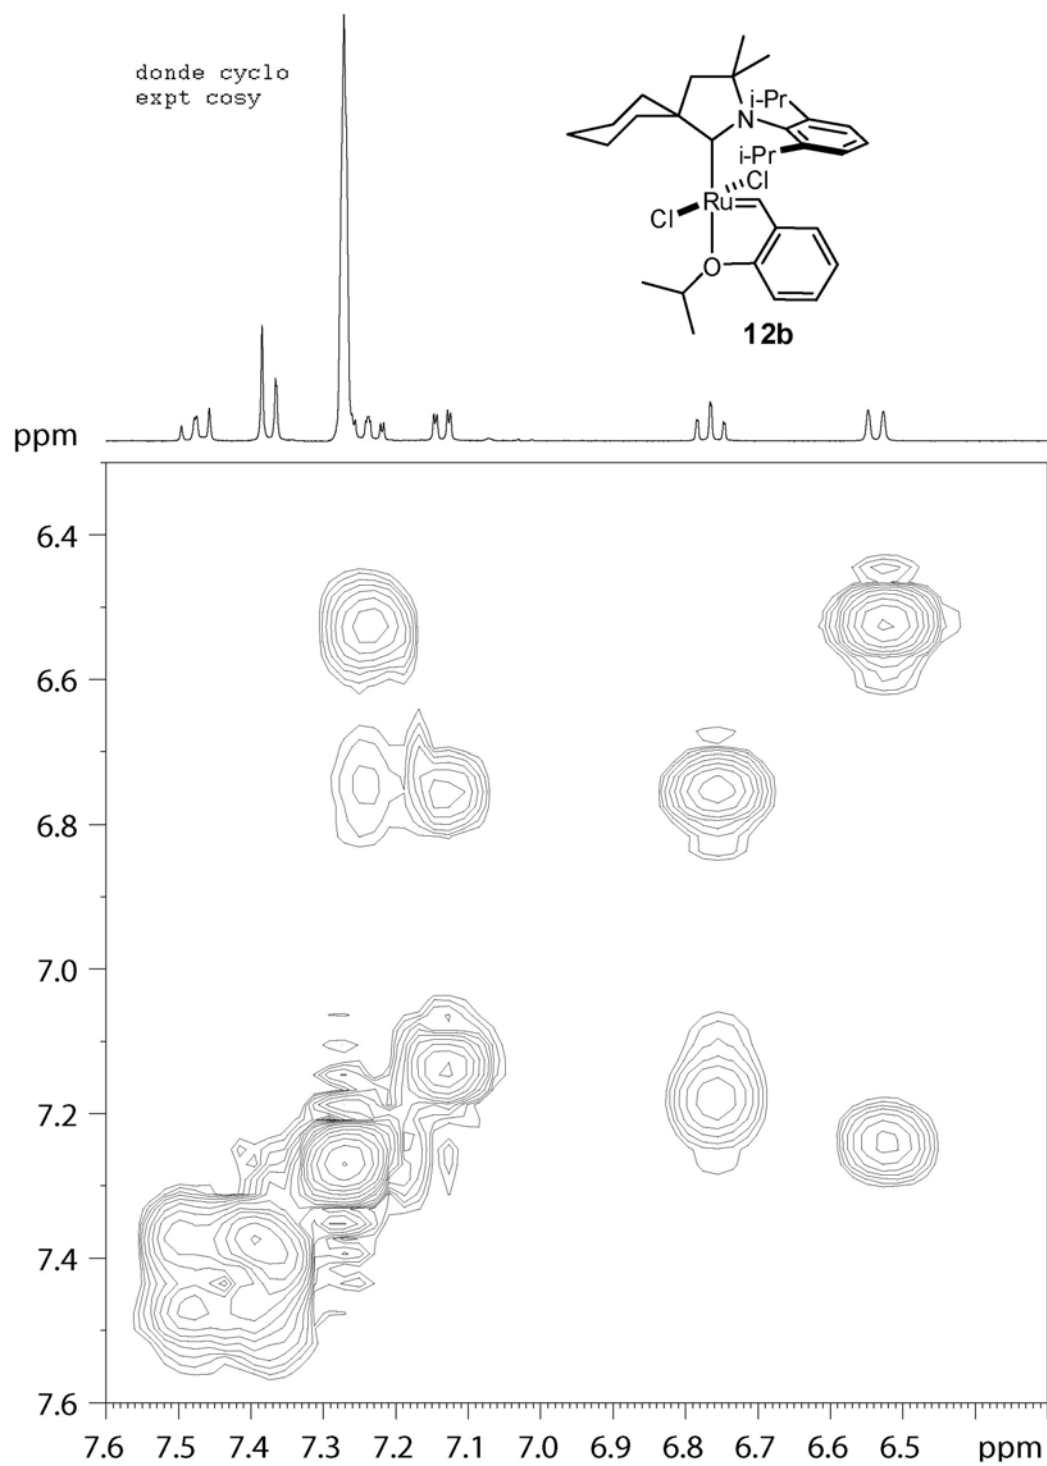 donde cyclo
expt cosy
i-Pr
N
i-Pr
Cl
Ru
Cl
O
12b
ppm
6.4
6.6
6.8
7.0
7.2
7.4
7.6
7.6 7.5 7.4 7.3 7.2 7.1 7.0 6.9 6.8 6.7 6.6 6.5 ppm